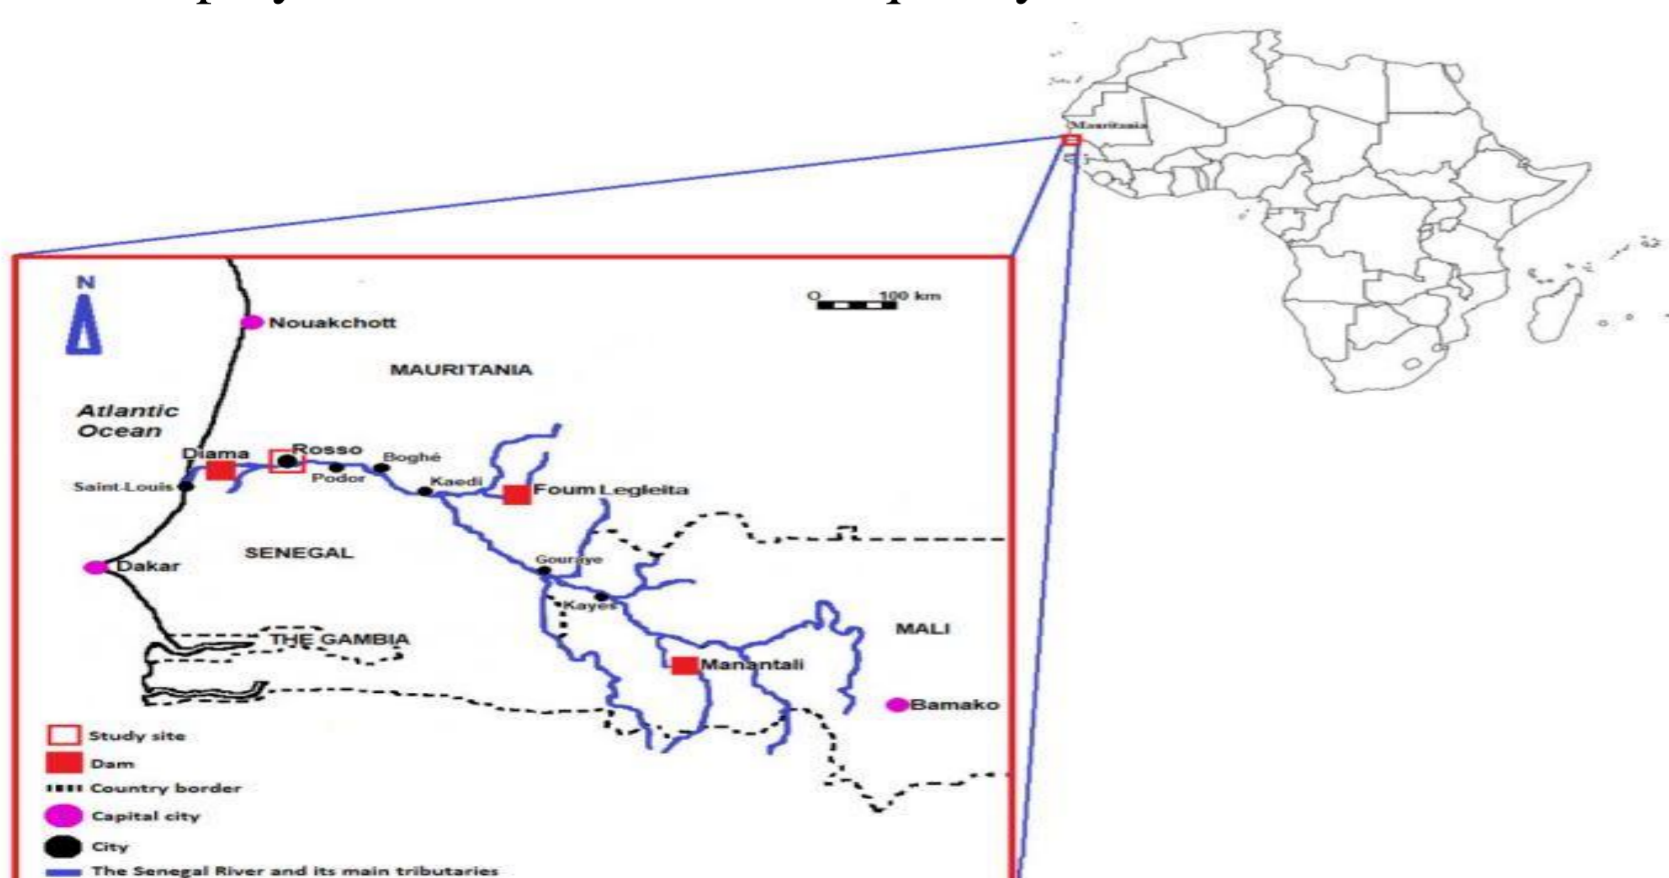 Mauritania
N
O 100 km
Nouakchott
MAURITANIA
Atlantic
Ocean
Diama
Rosso
Boghé
Podor
Saint-Louis
Kaedi
Foum Legleita
SENEGAL
Dakar
Gouraye
Kayes
THE GAMBIA
MALI
Manantali
Bamako
Study site
Dam
Country border
Capital city
City
The Senegal River and its main tributaries